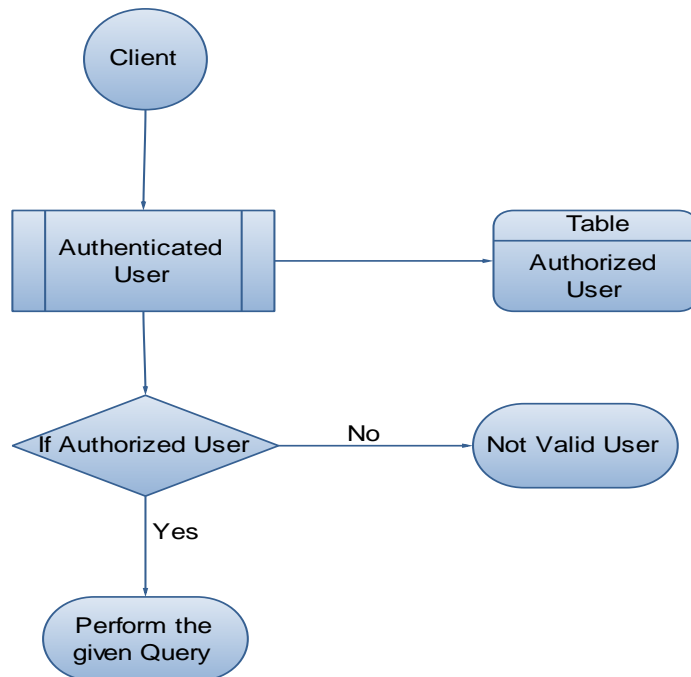 Client
Authenticated
User
Table
Authorized
User
If Authorized User
No
Not Valid User
Yes
Perform the
given Query